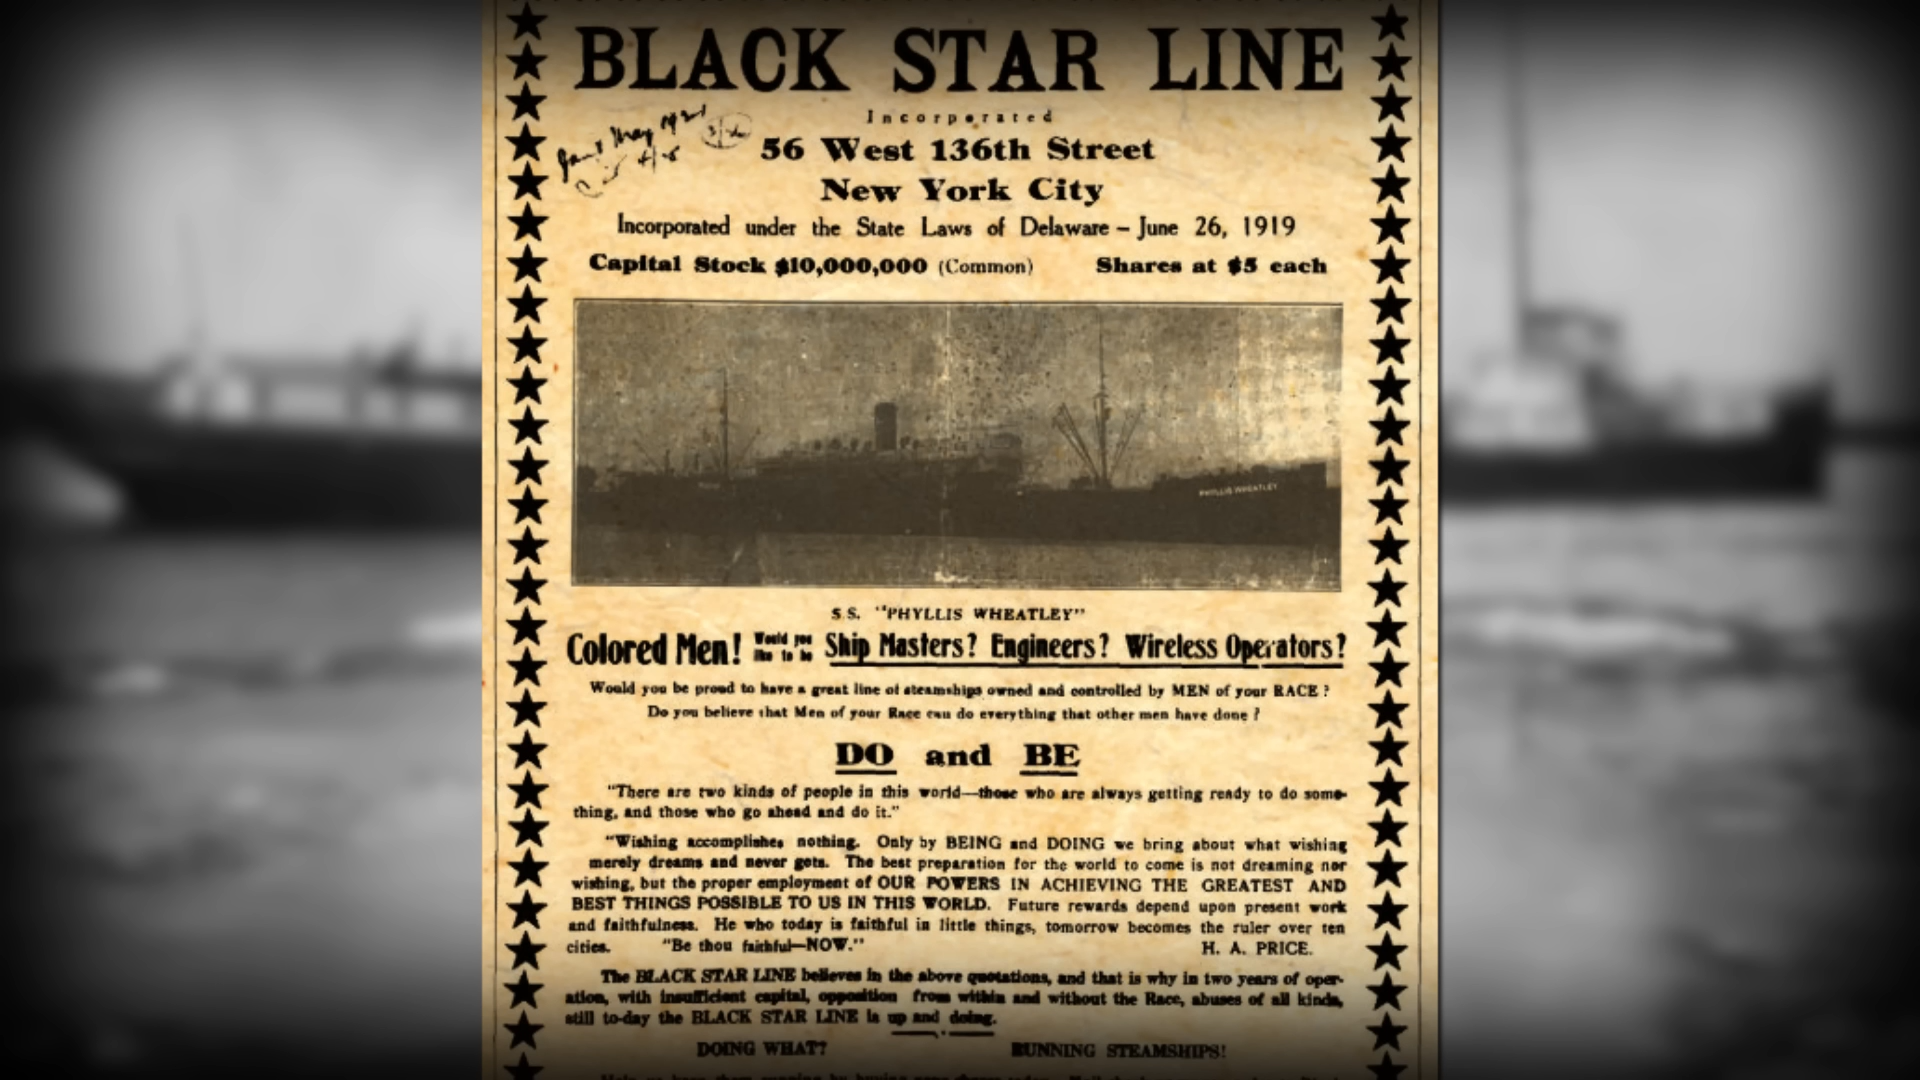 BLACK STAR LINE
Incorporated
56 West 136th Street
New York City
Incorporated under the State Laws of Delaware – June 26, 1919
Capital Stock $10,000,000 (Common) Shares at $5 each
PHYLLIS WHEATLEY
S.S. "PHYLLIS WHEATLEY"
Colored Men! Would you like to be Ship Masters? Engineers? Wireless Operators?
Would you be proud to have a great line of steamships owned and controlled by MEN of your RACE?
Do you believe that Men of your Race can do everything that other men have done?
DO and BE
"There are two kinds of people in this world—those who are always getting ready to do some-
thing, and those who go ahead and do it."
"Wishing accomplishes nothing. Only by BEING and DOING we bring about what wishing
merely dreams and never gets. The best preparation for the world to come is not dreaming nor
wishing, but the proper employment of OUR POWERS IN ACHIEVING THE GREATEST AND
BEST THINGS POSSIBLE TO US IN THIS WORLD. Future rewards depend upon present work
and faithfulness. He who today is faithful in little things, tomorrow becomes the ruler over ten
cities. "Be thou faithful—NOW." H. A. PRICE.
The BLACK STAR LINE believes in the above quotations, and that is why in two years of oper-
ation, with insufficient capital, opposition from within and without the Race, abuses of all kinds,
still to-day the BLACK STAR LINE is up and doing.
DOING WHAT? RUNNING STEAMSHIPS!